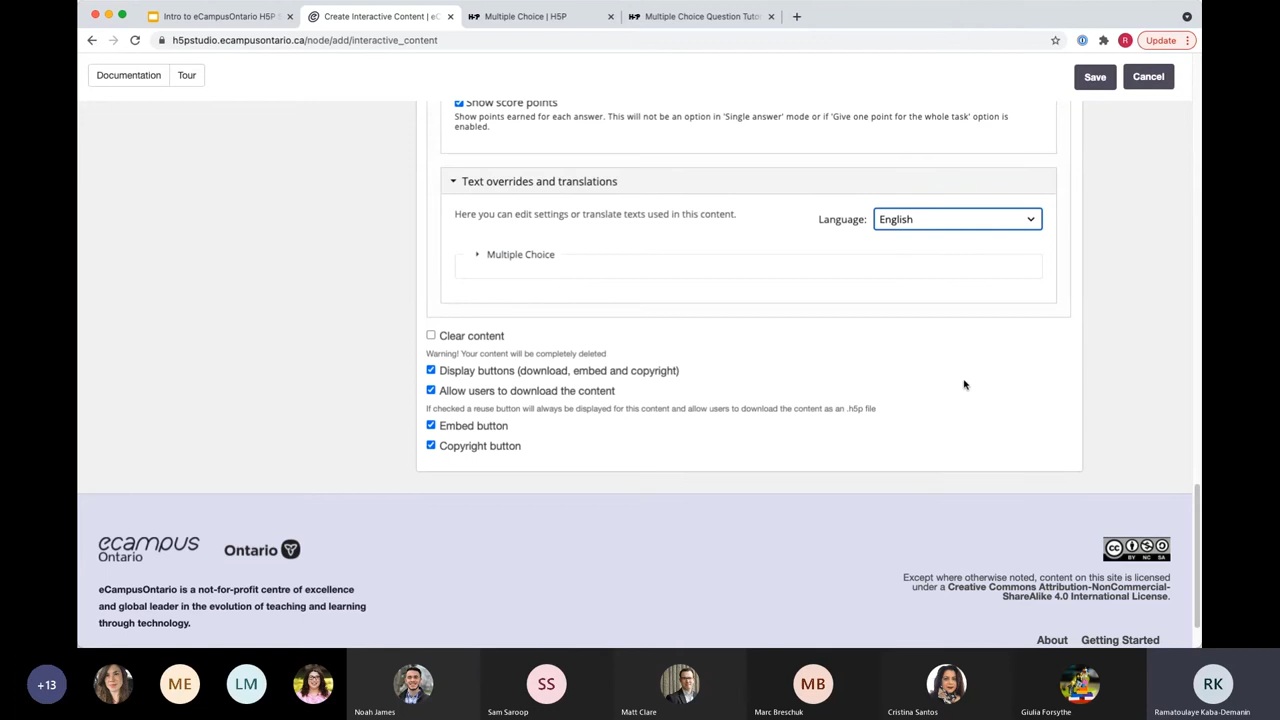 Intro to eCampusOntario H5P
Create Interactive Content | eC
H-P Multiple Choice | H5P
H-P Multiple Choice Question Tuto
h5pstudio.ecampusontario.ca/node/add/interactive_content
R
Update
Documentation
Tour
Save
Cancel
Show score points
Show points earned for each answer. This will not be an option in 'Single answer' mode or if 'Give one point for the whole task' option is
enabled.
Text overrides and translations
Here you can edit settings or translate texts used in this content.
Language:
English
Multiple Choice
Clear content
Warning! Your content will be completely deleted
Display buttons (download, embed and copyright)
Allow users to download the content
If checked a reuse button will always be displayed for this content and allow users to download the content as an .h5p file
Embed button
Copyright button
ecampus
Ontario
Ontario
cc
BY NC SA
eCampusOntario is a not-for-profit centre of excellence
and global leader in the evolution of teaching and learning
through technology.
Except where otherwise noted, content on this site is licensed
under a Creative Commons Attribution-NonCommercial-
ShareAlike 4.0 International License.
About
Getting Started
+13
ME
LM
SS
MB
RK
Noah James
Sam Saroop
Matt Clare
Marc Breschuk
Cristina Santos
Giulia Forsythe
Ramatoulaye Kaba-Demanin